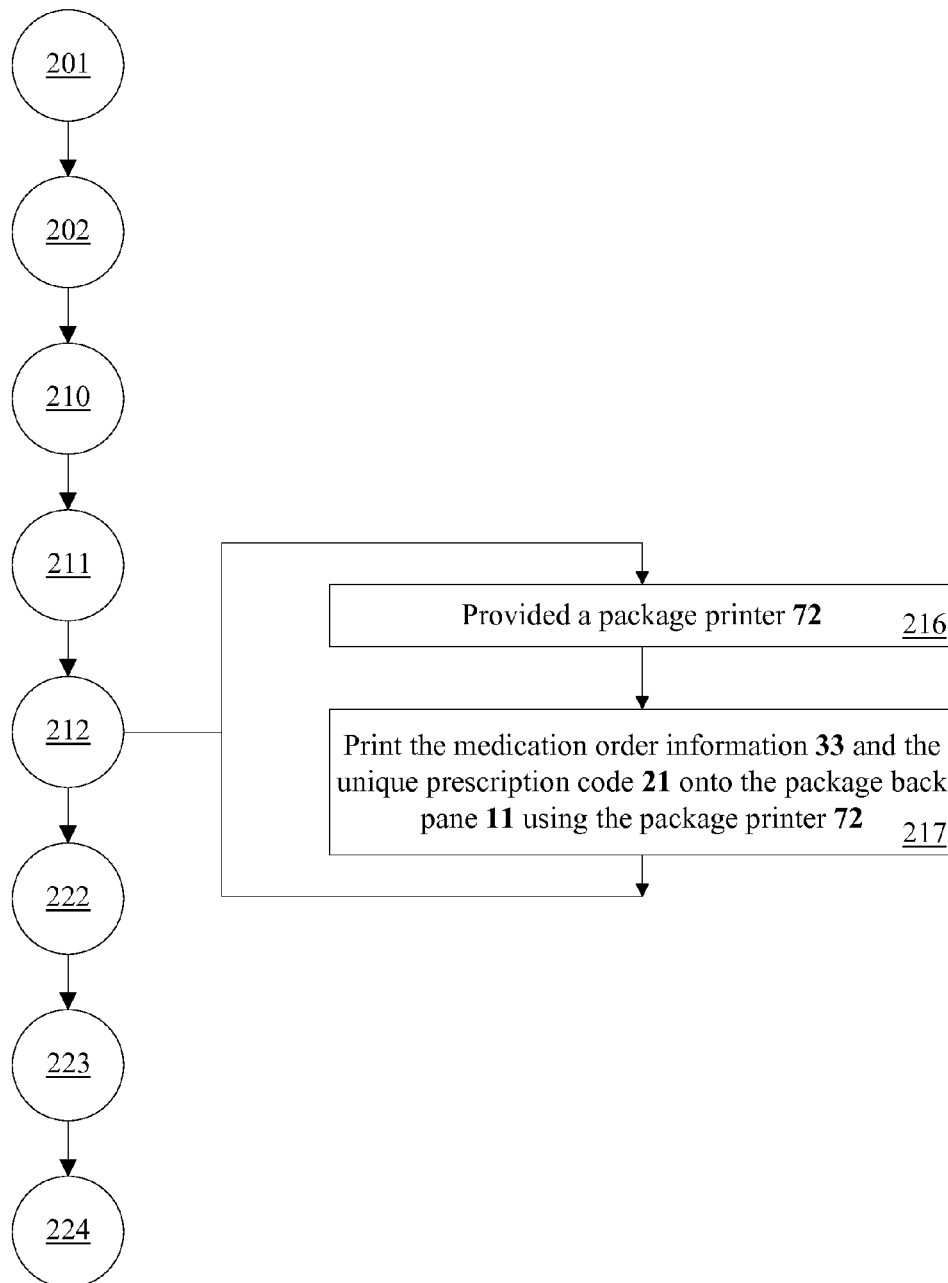 201
202
210
211
212
Provided a package printer 72
216
Print the medication order information 33 and the
unique prescription code 21 onto the package back
pane 11 using the package printer 72
217
222
223
224